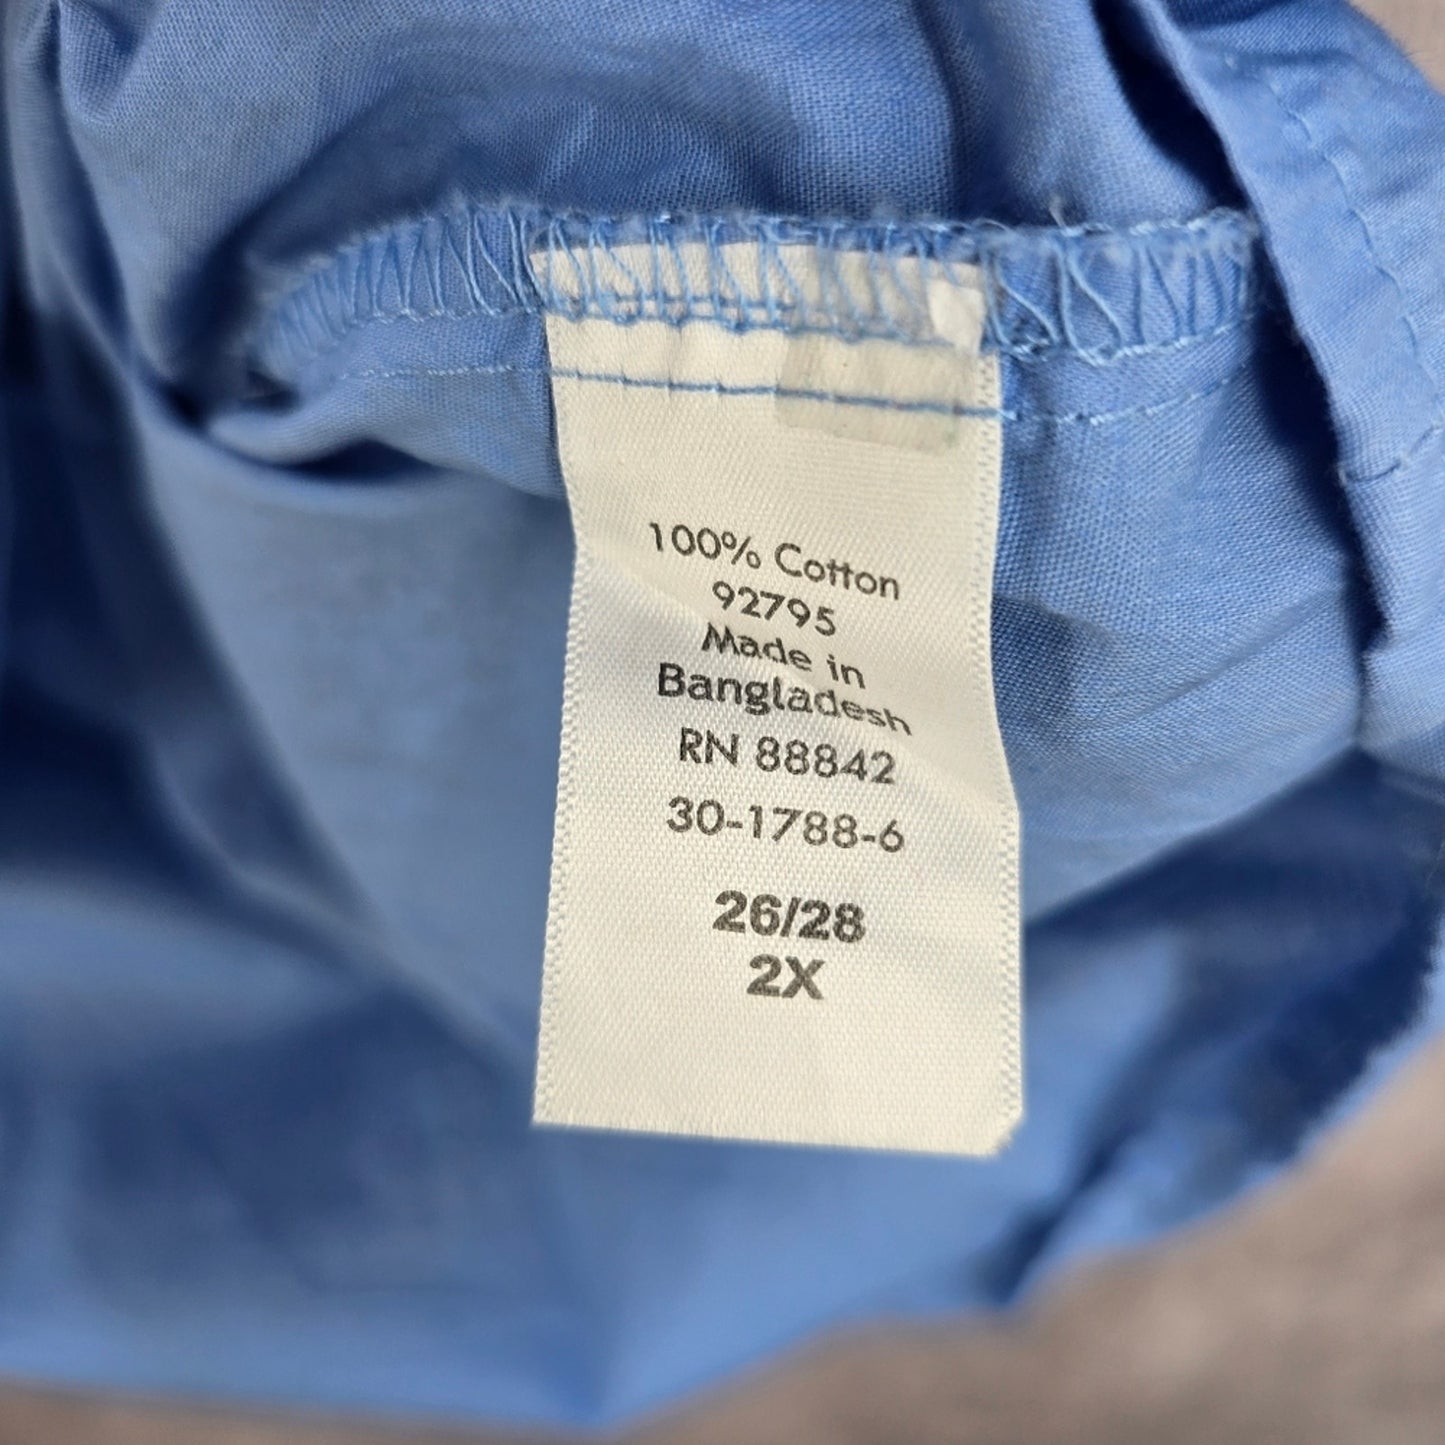 100% Cotton
92795
Made in
Bangladesh
RN 88842
30-1788-6
26/28
2X